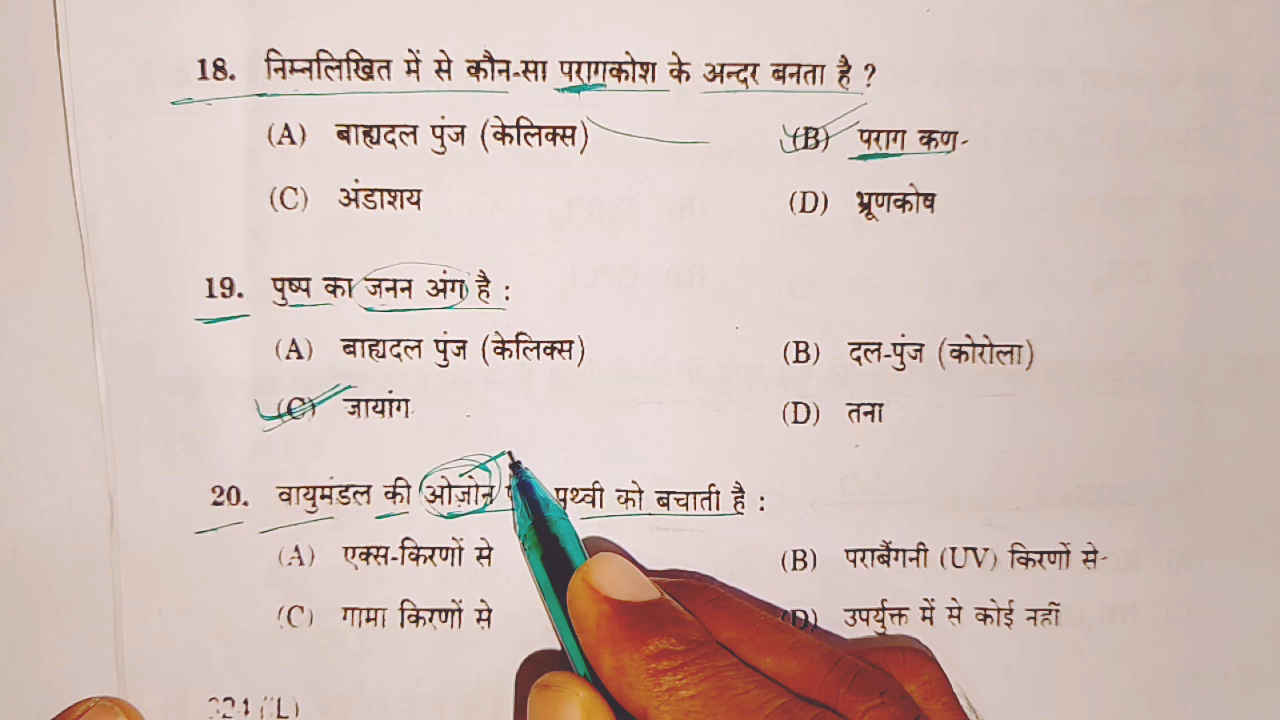 18. निम्नलिखित में से कौन-सा परागकोश के अन्दर बनता है ?
(A) बाह्यदल पुंज (केलिक्स) (B) पराग कण
(C) अंडाशय (D) भ्रूणकोष
19. पुष्प का जनन अंग है :
(A) बाह्यदल पुंज (केलिक्स) (B) दल-पुंज (कोरोला)
(C) जायांग (D) तना
20. वायुमंडल की ओज़ोन पृथ्वी को बचाती है :
(A) एक्स-किरणों से (B) पराबैंगनी (UV) किरणों से
(C) गामा किरणों से (D) उपर्युक्त में से कोई नहीं